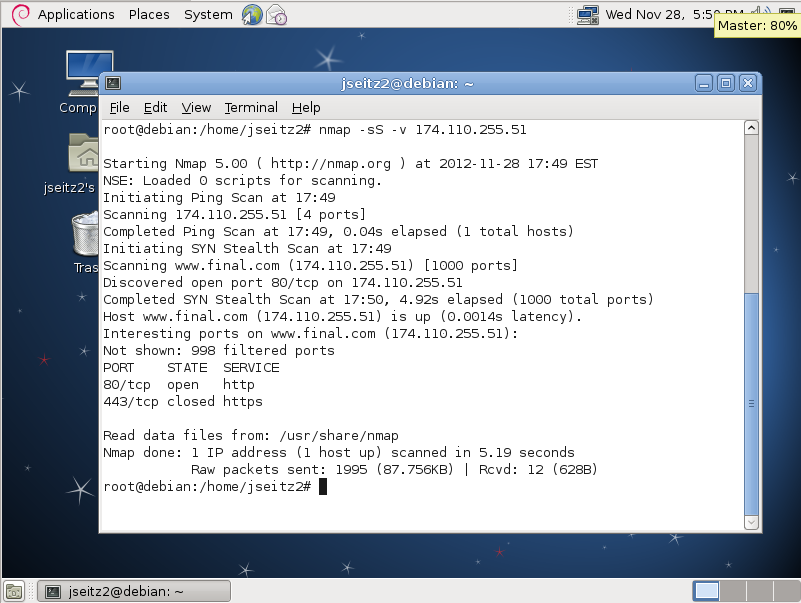 Applications Places System Wed Nov 28, 5:50 PM
Master: 80%
jseitz2@debian: ~
Comp
File Edit View Terminal Help
jseitz2's
Tras
root@debian:/home/jseitz2# nmap -sS -v 174.110.255.51
Starting Nmap 5.00 ( http://nmap.org ) at 2012-11-28 17:49 EST
NSE: Loaded 0 scripts for scanning.
Initiating Ping Scan at 17:49
Scanning 174.110.255.51 [4 ports]
Completed Ping Scan at 17:49, 0.04s elapsed (1 total hosts)
Initiating SYN Stealth Scan at 17:49
Scanning www.final.com (174.110.255.51) [1000 ports]
Discovered open port 80/tcp on 174.110.255.51
Completed SYN Stealth Scan at 17:50, 4.92s elapsed (1000 total ports)
Host www.final.com (174.110.255.51) is up (0.0014s latency).
Interesting ports on www.final.com (174.110.255.51):
Not shown: 998 filtered ports
PORT STATE SERVICE
80/tcp open http
443/tcp closed https
Read data files from: /usr/share/nmap
Nmap done: 1 IP address (1 host up) scanned in 5.19 seconds
Raw packets sent: 1995 (87.756KB) | Rcvd: 12 (628B)
root@debian:/home/jseitz2#
jseitz2@debian: ~